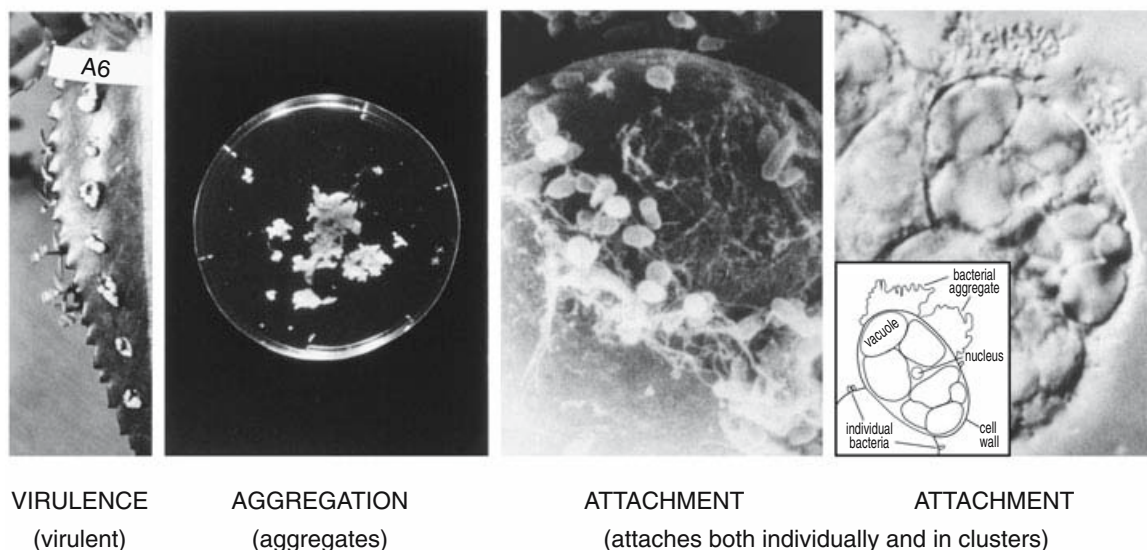 A6
bacterial
aggregate
vacuole
nucleus
individual
bacteria
cell
wall
VIRULENCE AGGREGATION ATTACHMENT ATTACHMENT
(virulent) (aggregates) (attaches both individually and in clusters)